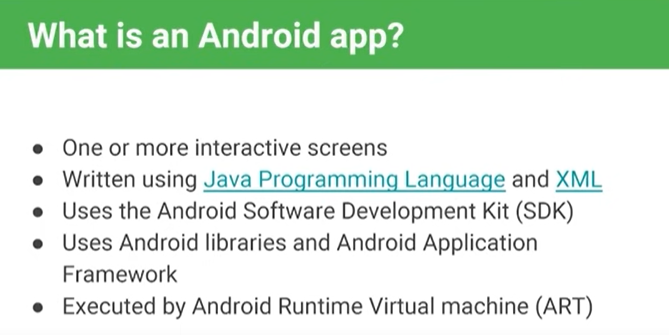 What is an Android app?
● One or more interactive screens
● Written using Java Programming Language and XML
● Uses the Android Software Development Kit (SDK)
● Uses Android libraries and Android Application
Framework
● Executed by Android Runtime Virtual machine (ART)